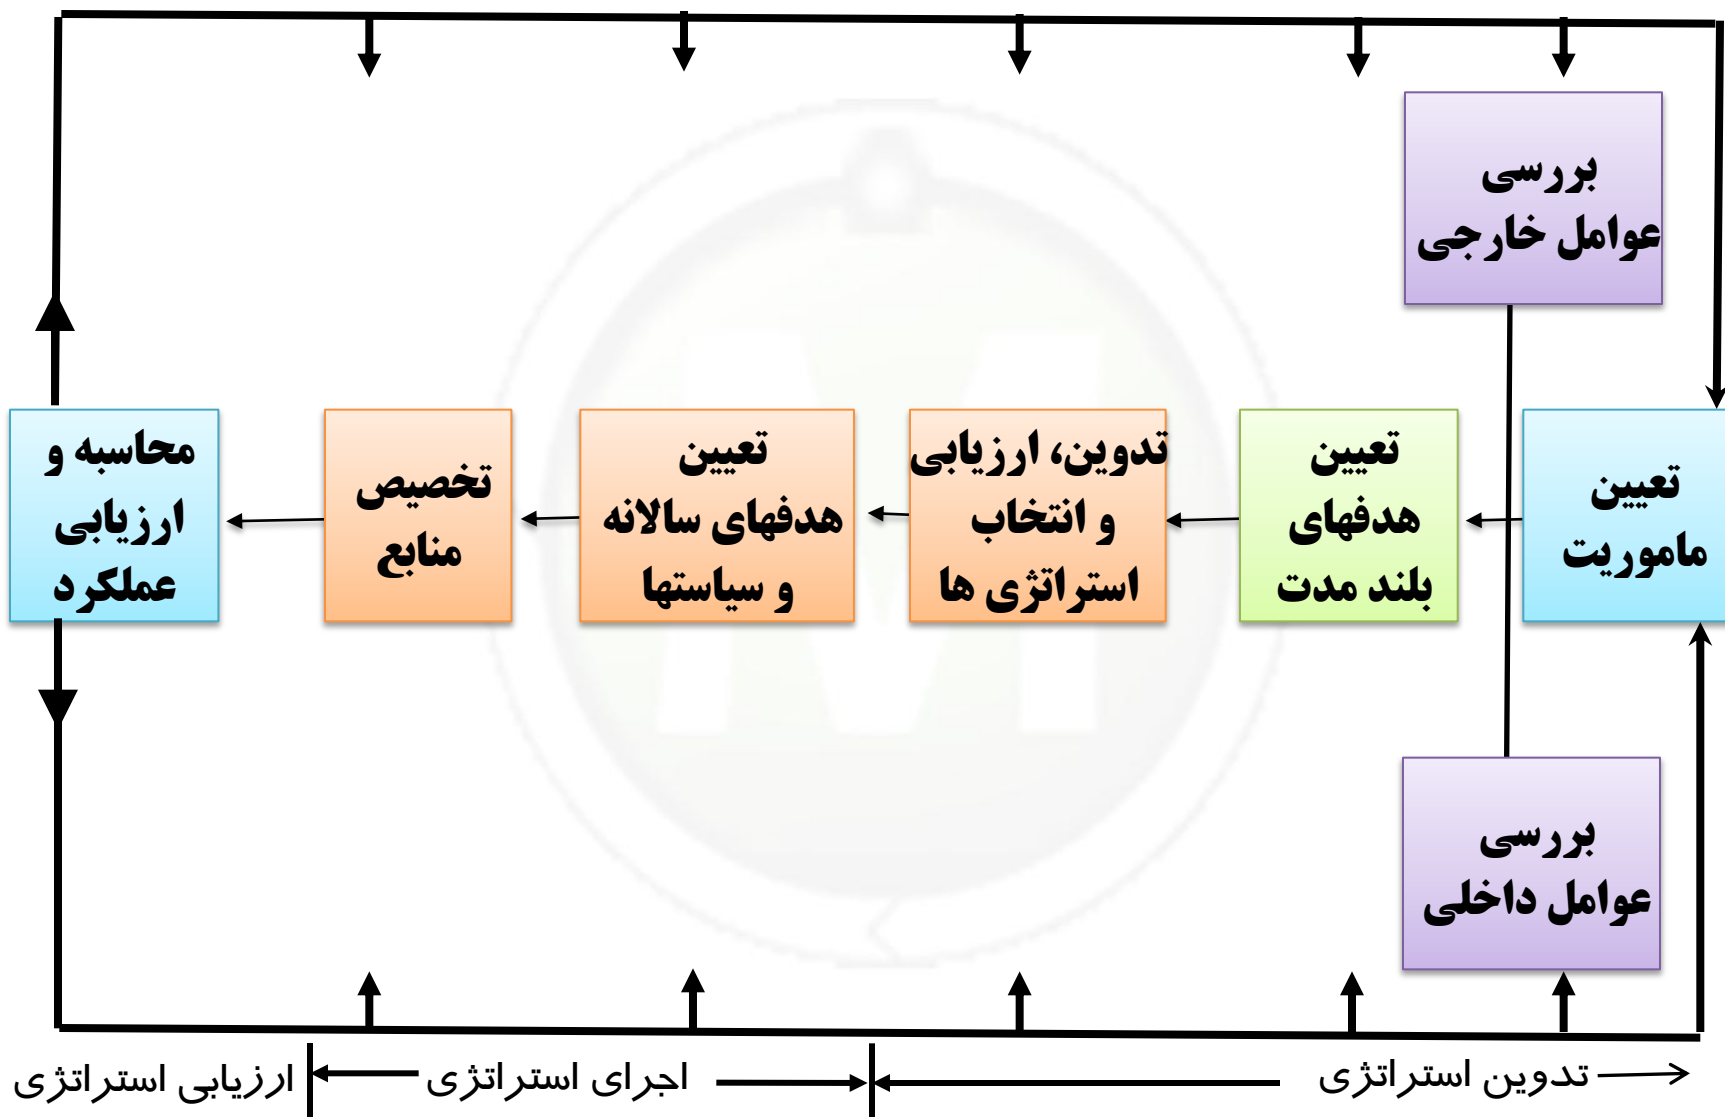 بررسی
عوامل خارجی
تعیین
ماموریت
تعیین
هدفهای
بلند مدت
تدوین، ارزیابی
و انتخاب
استراتژی ها
تعیین
هدفهای سالانه
و سیاستها
تخصیص
منابع
محاسبه و
ارزیابی
عملکرد
بررسی
عوامل داخلی
تدوین استراتژی
اجرای استراتژی
ارزیابی استراتژی